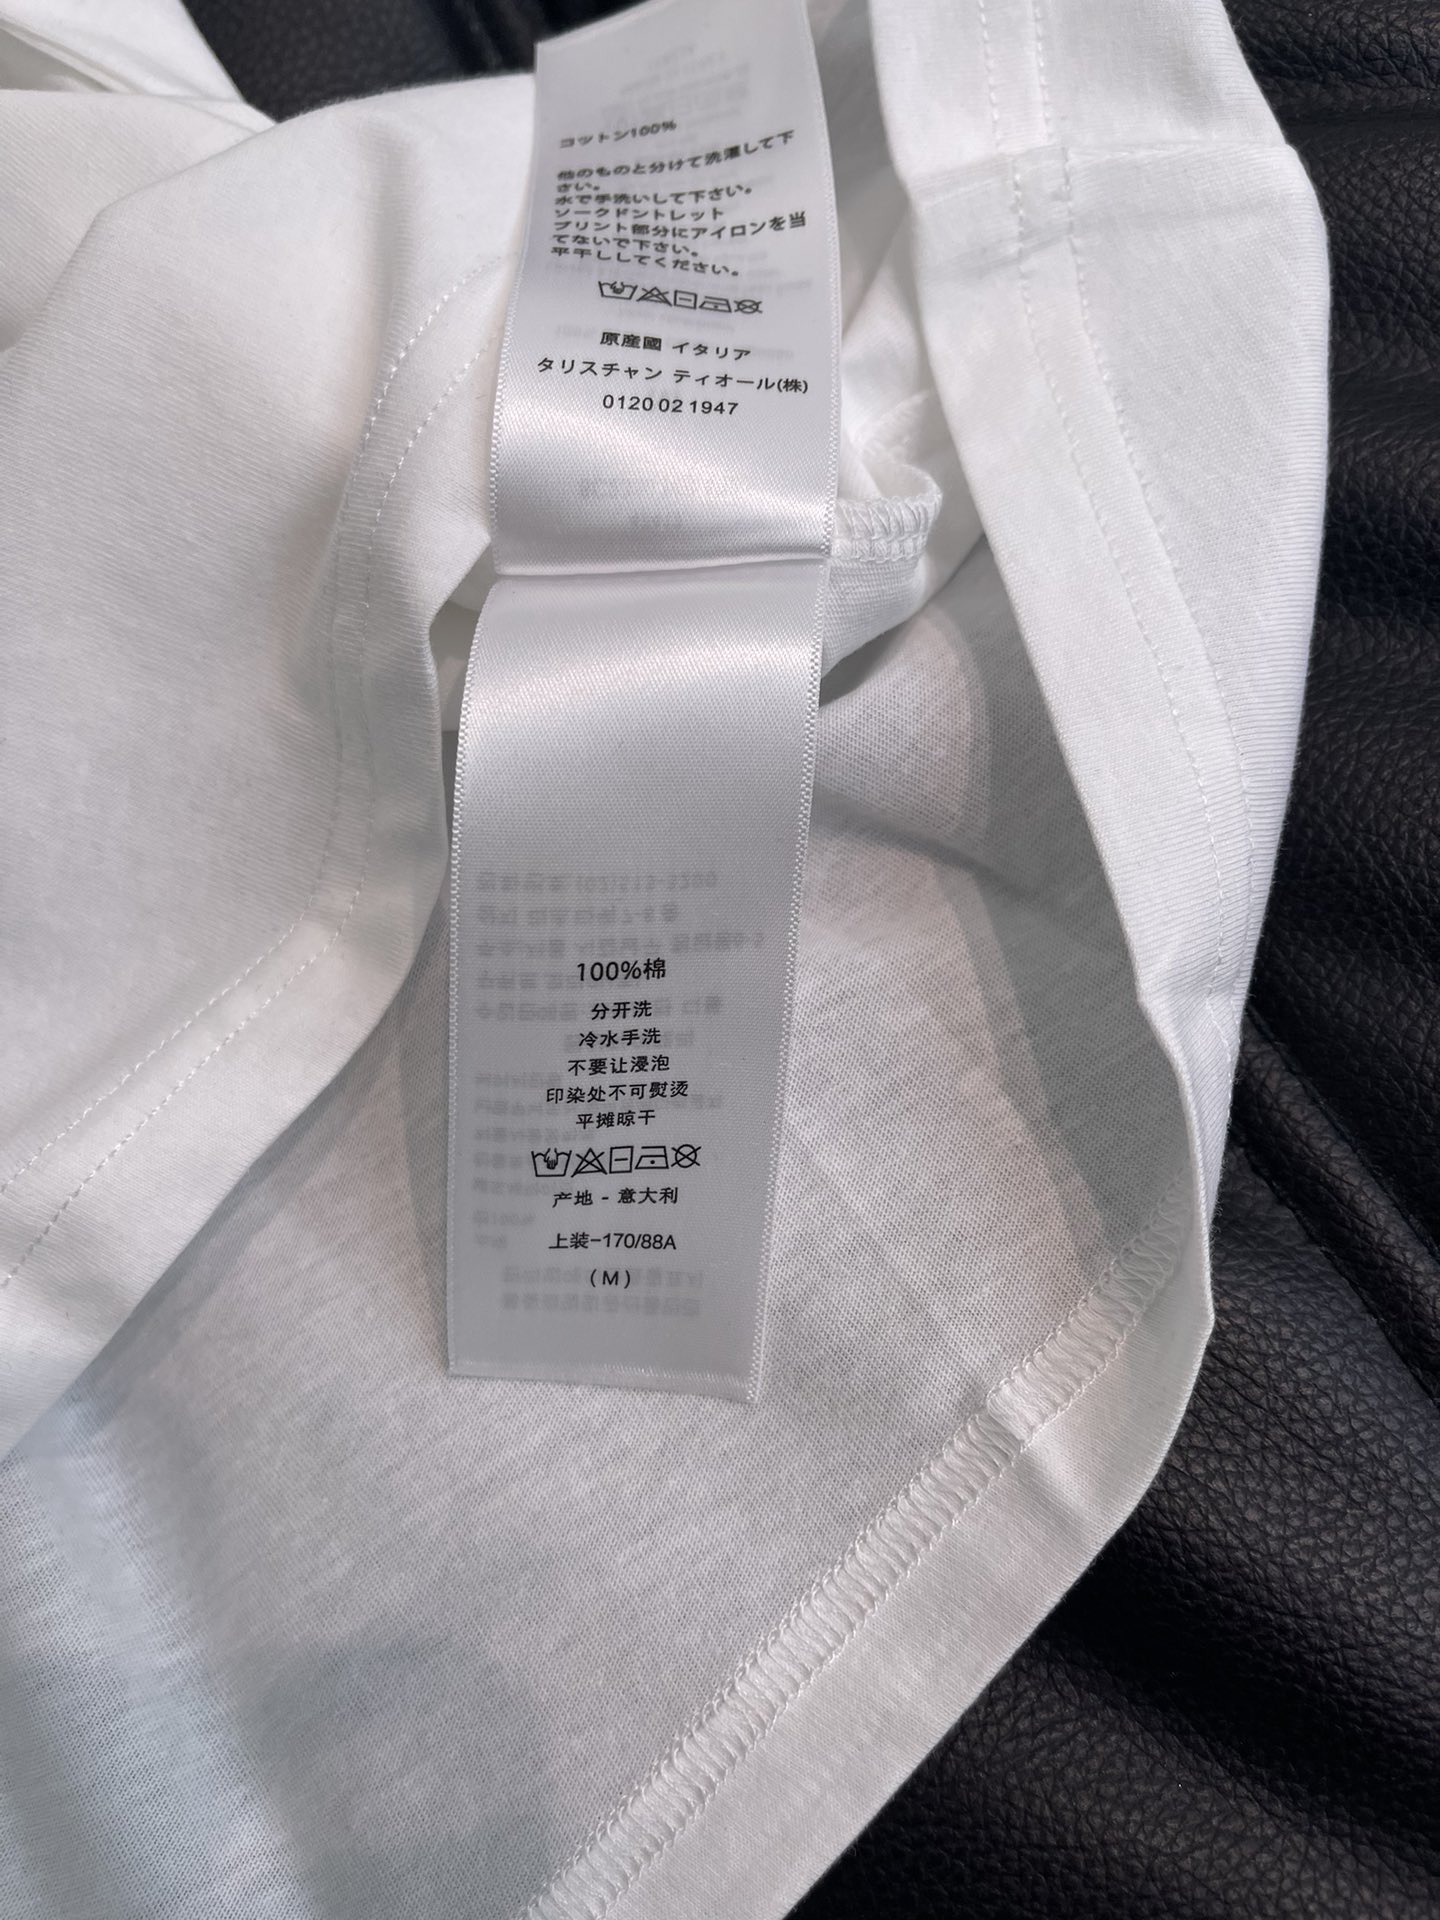 コットン100%
他のものと分けて洗濯して下
さい。
水で手洗いして下さい。
ソークドントレット
プリント部分にアイロンを当
てないで下さい。
平干ししてください。
原産國 イタリア
タリスチャン ティオール(株)
0120 02 1947
100%棉
分开洗
冷水手洗
不要让浸泡
印染处不可熨烫
平摊晾干
产地 - 意大利
上装-170/88A
(M)